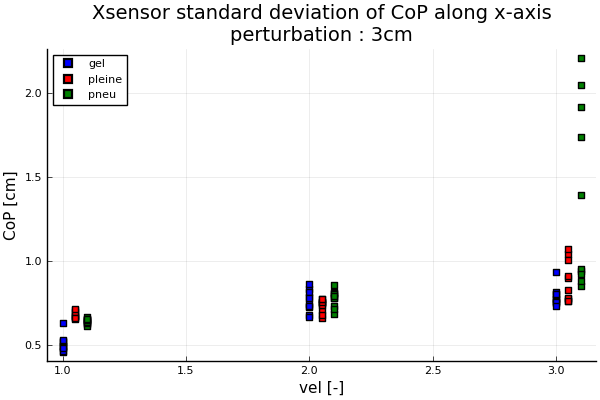 Xsensor standard deviation of CoP along x-axis
perturbation : 3cm
gel
pleine
pneu
CoP [cm]
2.0
1.5
1.0
0.5
1.0
1.5
2.0
2.5
3.0
vel [-]